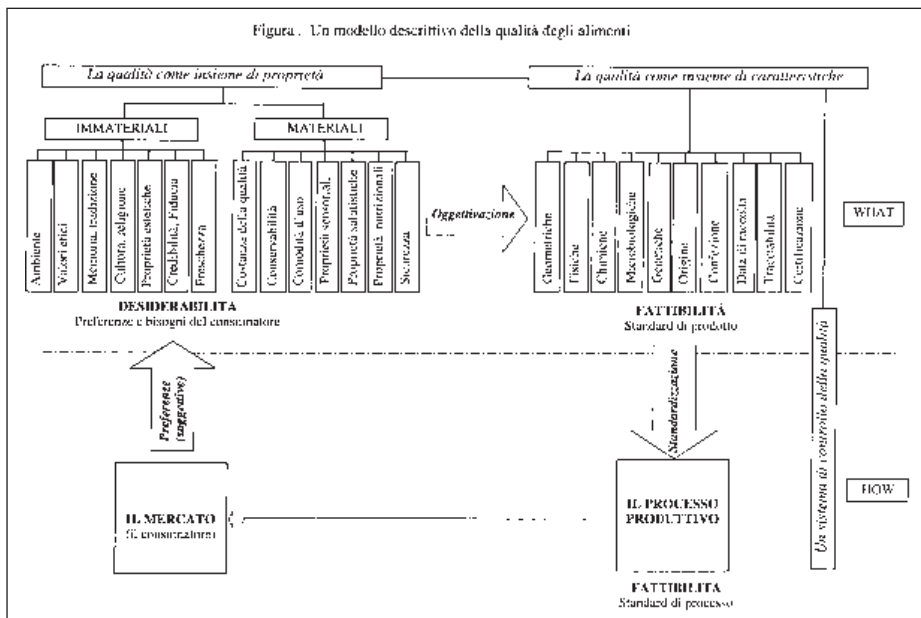 Figura . Un modello descrittivo della qualità degli alimenti
La qualità come insieme di proprietà
La qualità come insieme di caratteristiche
IMMATERIALI
MATERIALI
Ambiente
Valori etici
Memoria, tradazione
Cultura, religione
Proprietà estetiche
Credibilità, Fiducia
Freschezza
Costanza della qualità
Conservabilità
Comodità d'uso
Proprietà sensoriali
Proprietà salutistiche
Proprietà nutrizionali
Sicurezza
Oggettivazione
Geometriche
Fisiche
Chimiche
Microbiologiche
Genetiche
Origine
Confezione
Data di raccolta
Tracciabilità
Certificazione
WHAT
DESIDERABILITA
Preferenze e bisogni del consumatore
FATTIBILITÀ
Standard di prodotto
Preferenze
(soggettive)
Standardizzazione
Un sistema di controllo della qualità
HOW
IL MERCATO
(il consumatore)
IL PROCESSO
PRODUTTIVO
FATTIBILITA
Standard di processo